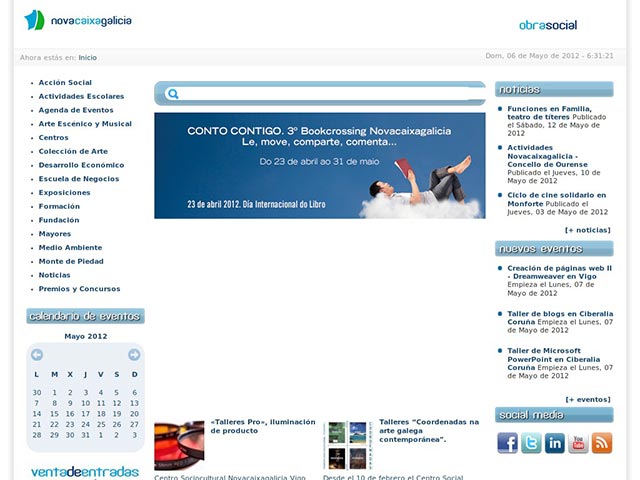 novacaixagalicia
obrasocial
Ahora estás en: Inicio
Dom, 06 de Mayo de 2012 - 6:31:21
Acción Social
Actividades Escolares
Agenda de Eventos
Arte Escénico y Musical
Centros
Colección de Arte
Desarrollo Económico
Escuela de Negocios
Exposiciones
Formación
Fundación
Mayores
Medio Ambiente
Monte de Piedad
Noticias
Premios y Concursos
calendario de eventos
Mayo 2012
L M X J V S D
30 1 2 3 4 5 6
7 8 9 10 11 12 13
14 15 16 17 18 19 20
21 22 23 24 25 26 27
28 29 30 31 1 2 3
ventadeentradas
CONTO CONTIGO. 3º Bookcrossing Novacaixagalicia
Le, move, comparte, comenta...
Do 23 de abril ao 31 de maio
23 de abril 2012. Día Internacional do Libro
«Talleres Pro», iluminación
de producto
Centro Sociocultural Novacaixagalicia Vigo
Talleres "Coordenadas na
arte galega
contemporánea".
Desde el 10 de febrero el Centro Social
noticias
Funciones en Familia,
teatro de títeres Publicado
el Sábado, 12 de Mayo de
2012
Actividades
Novacaixagalicia -
Concello de Ourense
Publicado el Jueves, 10 de
Mayo de 2012
Ciclo de cine solidario en
Monforte Publicado el
Jueves, 03 de Mayo de 2012
[+ noticias]
nuevos eventos
Creación de páginas web II
- Dreamweaver en Vigo
Empieza el Lunes, 07 de
Mayo de 2012
Taller de blogs en Ciberalia
Coruña Empieza el Lunes, 07
de Mayo de 2012
Taller de Microsoft
PowerPoint en Ciberalia
Coruña Empieza el Lunes, 07
de Mayo de 2012
[+ eventos]
social media
You
Tube